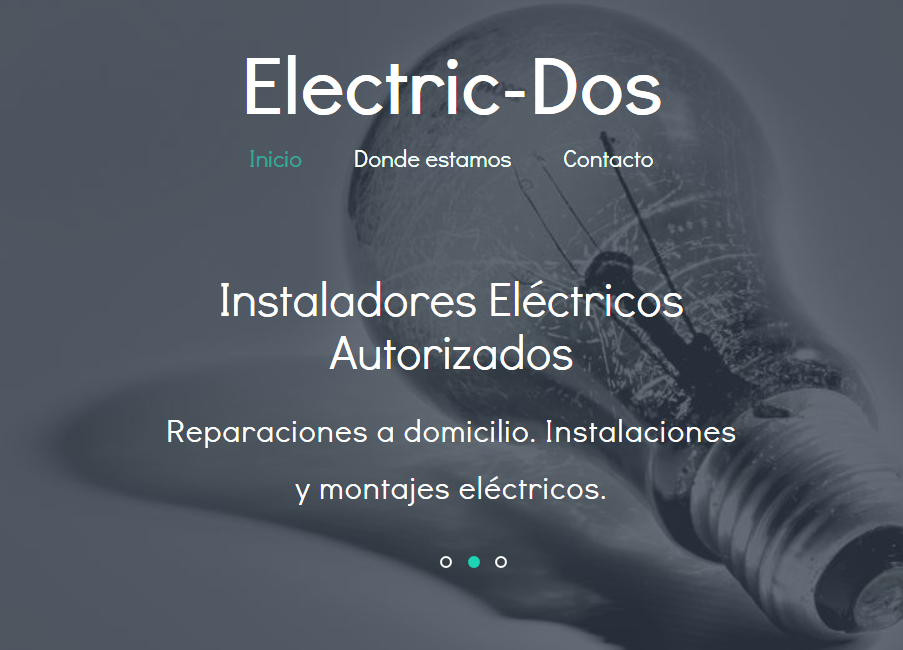 Electric-Dos
Inicio Donde estamos Contacto
Instaladores Eléctricos
Autorizados
Reparaciones a domicilio. Instalaciones
y montajes eléctricos.